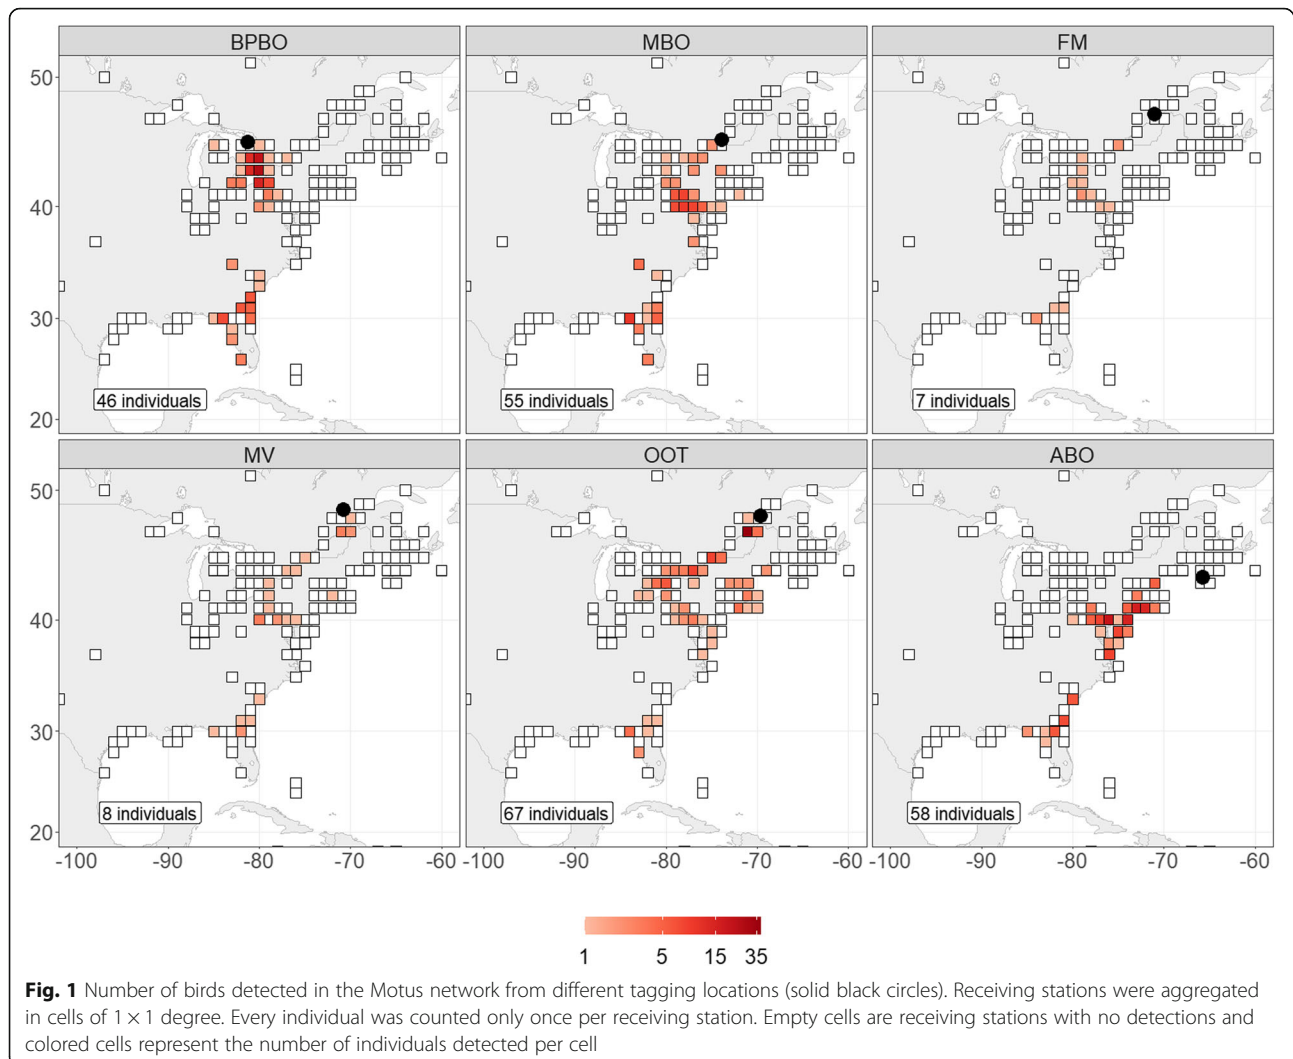 BPBO MBO FM
50
40
30
20
46 individuals 55 individuals 7 individuals
MV OOT ABO
50
40
30
20
8 individuals 67 individuals 58 individuals
-100 -90 -80 -70 -60 -100 -90 -80 -70 -60 -100 -90 -80 -70 -60
1 5 15 35
Fig. 1 Number of birds detected in the Motus network from different tagging locations (solid black circles). Receiving stations were aggregated
in cells of 1 × 1 degree. Every individual was counted only once per receiving station. Empty cells are receiving stations with no detections and
colored cells represent the number of individuals detected per cell